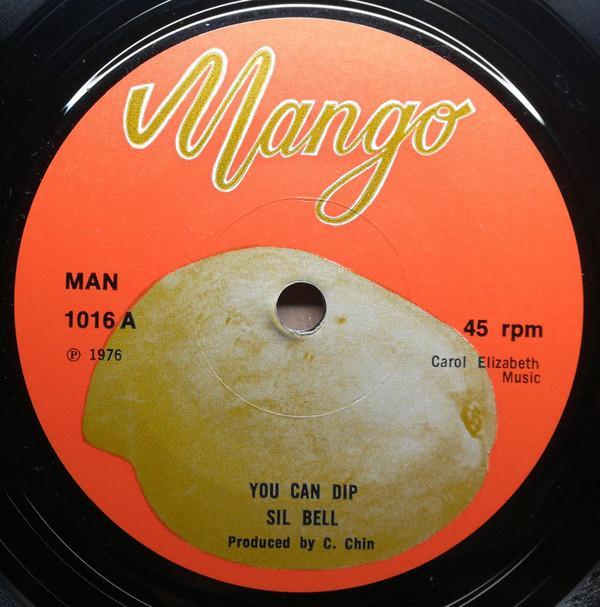 Mango
MAN
1016 A
℗ 1976
45 rpm
Carol Elizabeth
Music
YOU CAN DIP
SIL BELL
Produced by C. Chin